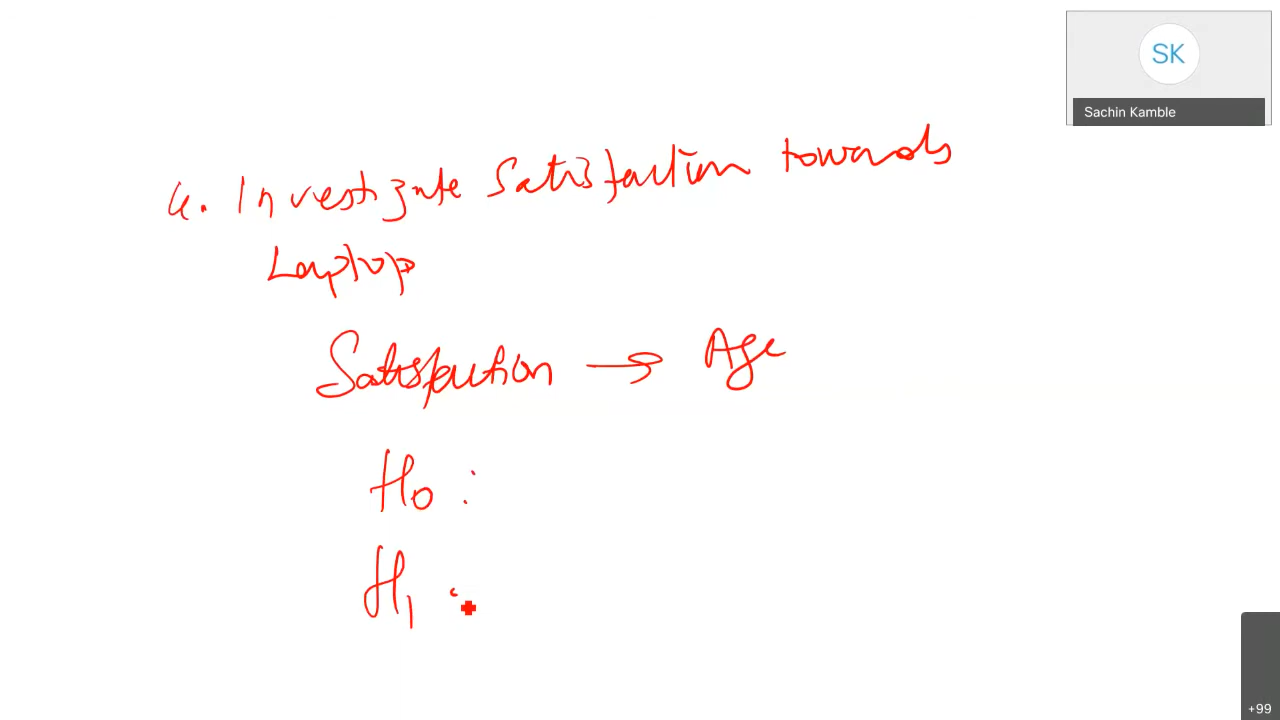 SK
Sachin Kamble
4. Investigate Satisfaction towards
Laptop
Satisfaction → Age
H0 :
H1 :
+99